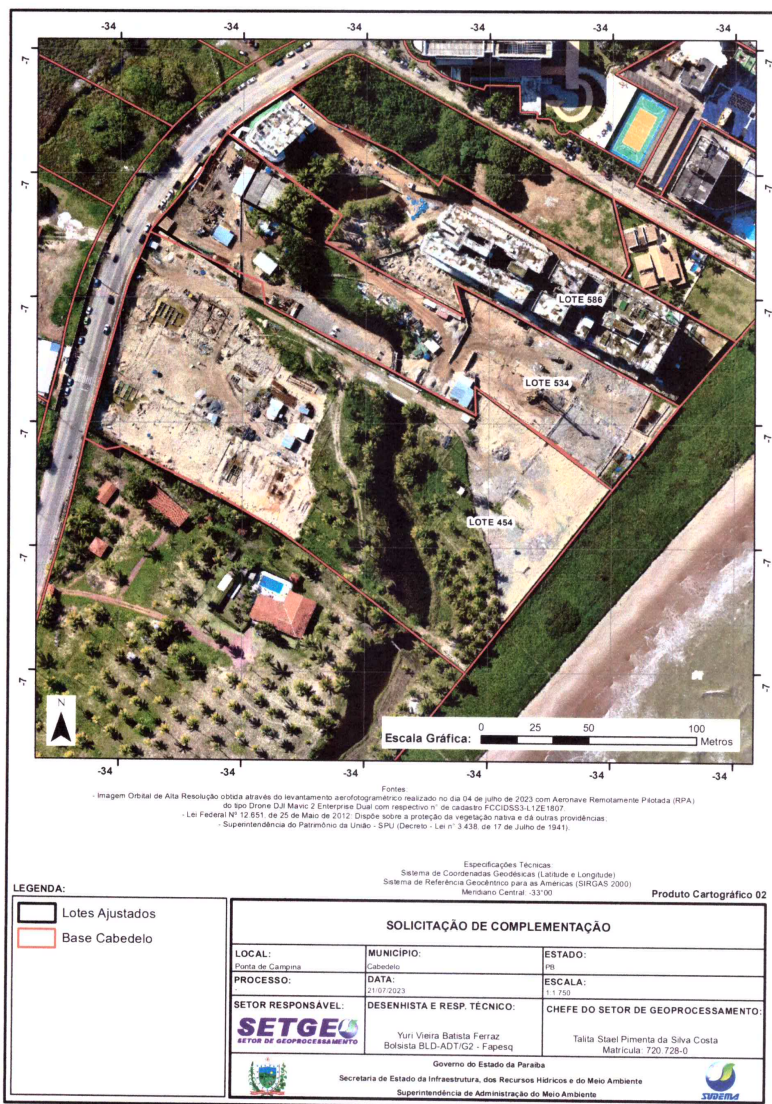 -34 -34 -34 -34 -34 -34
-7 -7
-7 -7
-7 -7
-7 -7
-7 -7
-7 -7
LOTE 586
LOTE 534
LOTE 454
N
Escala Gráfica: 0 25 50 100 Metros
-34 -34 -34 -34 -34 -34
Fontes:
- Imagem Orbital de Alta Resolução obtida através do levantamento aerofotogramétrico realizado no dia 04 de julho de 2023 com Aeronave Remotamente Pilotada (RPA)
do tipo Drone DJI Mavic 2 Enterprise Dual com respectivo n° de cadastro FCCIDSS3-L1ZE1807.
- Lei Federal Nº 12.651, de 25 de Maio de 2012: Dispõe sobre a proteção da vegetação nativa e dá outras providências.
- Superintendência do Patrimônio da União - SPU (Decreto - Lei n° 3.438, de 17 de Julho de 1941).
Especificações Técnicas:
Sistema de Coordenadas Geodésicas (Latitude e Longitude)
Sistema de Referência Geocêntrico para as Américas (SIRGAS 2000)
Meridiano Central: -33°00
Produto Cartográfico 02
LEGENDA:
Lotes Ajustados
Base Cabedelo
SOLICITAÇÃO DE COMPLEMENTAÇÃO
LOCAL: MUNICÍPIO: ESTADO:
Ponta de Campina Cabedelo PB
PROCESSO: DATA: ESCALA:
- 21/07/2023 1:1.750
SETOR RESPONSÁVEL: DESENHISTA E RESP. TÉCNICO: CHEFE DO SETOR DE GEOPROCESSAMENTO:
SETGEO
SETOR DE GEOPROCESSAMENTO
Yuri Vieira Batista Ferraz
Bolsista BLD-ADT/G2 - Fapesq
Talita Stael Pimenta da Silva Costa
Matrícula: 720.728-0
Governo do Estado da Paraíba
Secretaria de Estado da Infraestrutura, dos Recursos Hídricos e do Meio Ambiente
Superintendência de Administração do Meio Ambiente
SUDEMA